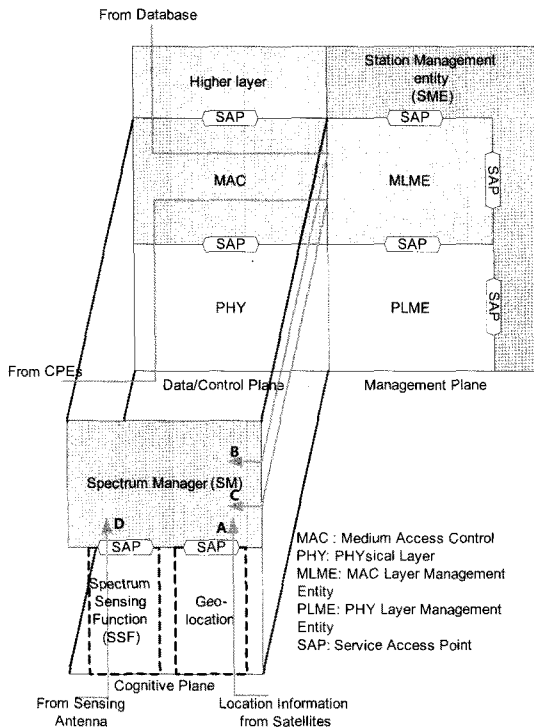 From Database
Higher layer
Station Management
entity
(SME)
SAP
SAP
MAC
MLME
SAP
SAP
SAP
PHY
PLME
SAP
From CPEs
Data/Control Plane
Management Plane
B
Spectrum Manager (SM)
C
D
A
SAP
SAP
Spectrum
Sensing
Function
(SSF)
Geo-
location
Cognitive Plane
From Sensing
Antenna
Location Information
from Satellites
MAC : Medium Access Control
PHY: PHYsical Layer
MLME: MAC Layer Management
Entity
PLME: PHY Layer Management
Entity
SAP: Service Access Point